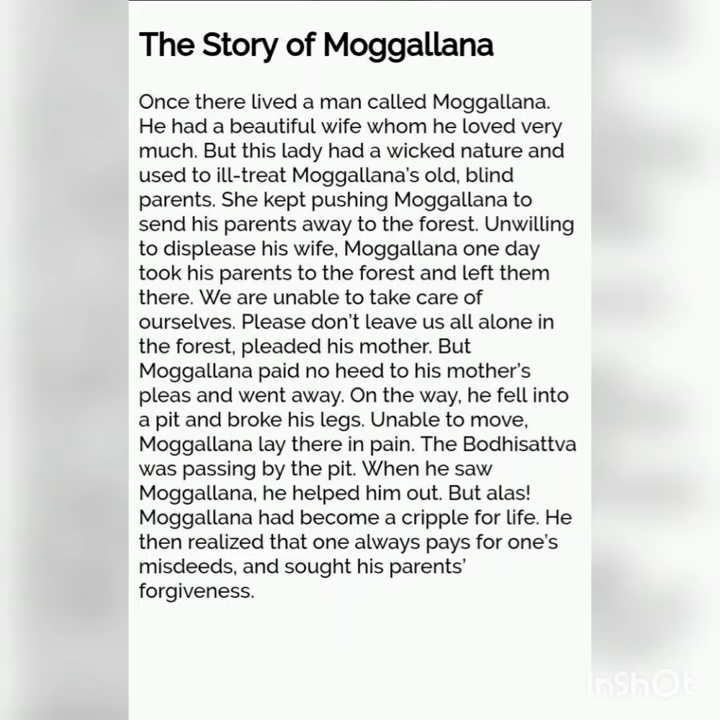 The Story of Moggallana
Once there lived a man called Moggallana.
He had a beautiful wife whom he loved very
much. But this lady had a wicked nature and
used to ill-treat Moggallana's old, blind
parents. She kept pushing Moggallana to
send his parents away to the forest. Unwilling
to displease his wife, Moggallana one day
took his parents to the forest and left them
there. We are unable to take care of
ourselves. Please don't leave us all alone in
the forest, pleaded his mother. But
Moggallana paid no heed to his mother's
pleas and went away. On the way, he fell into
a pit and broke his legs. Unable to move,
Moggallana lay there in pain. The Bodhisattva
was passing by the pit. When he saw
Moggallana, he helped him out. But alas!
Moggallana had become a cripple for life. He
then realized that one always pays for one's
misdeeds, and sought his parents'
forgiveness.
InShOt